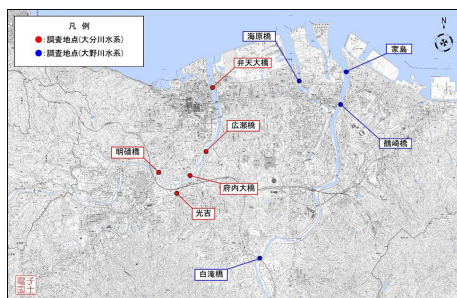 凡 例
：調査地点(大分川水系)
：調査地点(大野川水系)
N
海原橋
家島
弁天大橋
広瀬橋
鶴崎橋
明磧橋
府内大橋
光吉
白滝橋